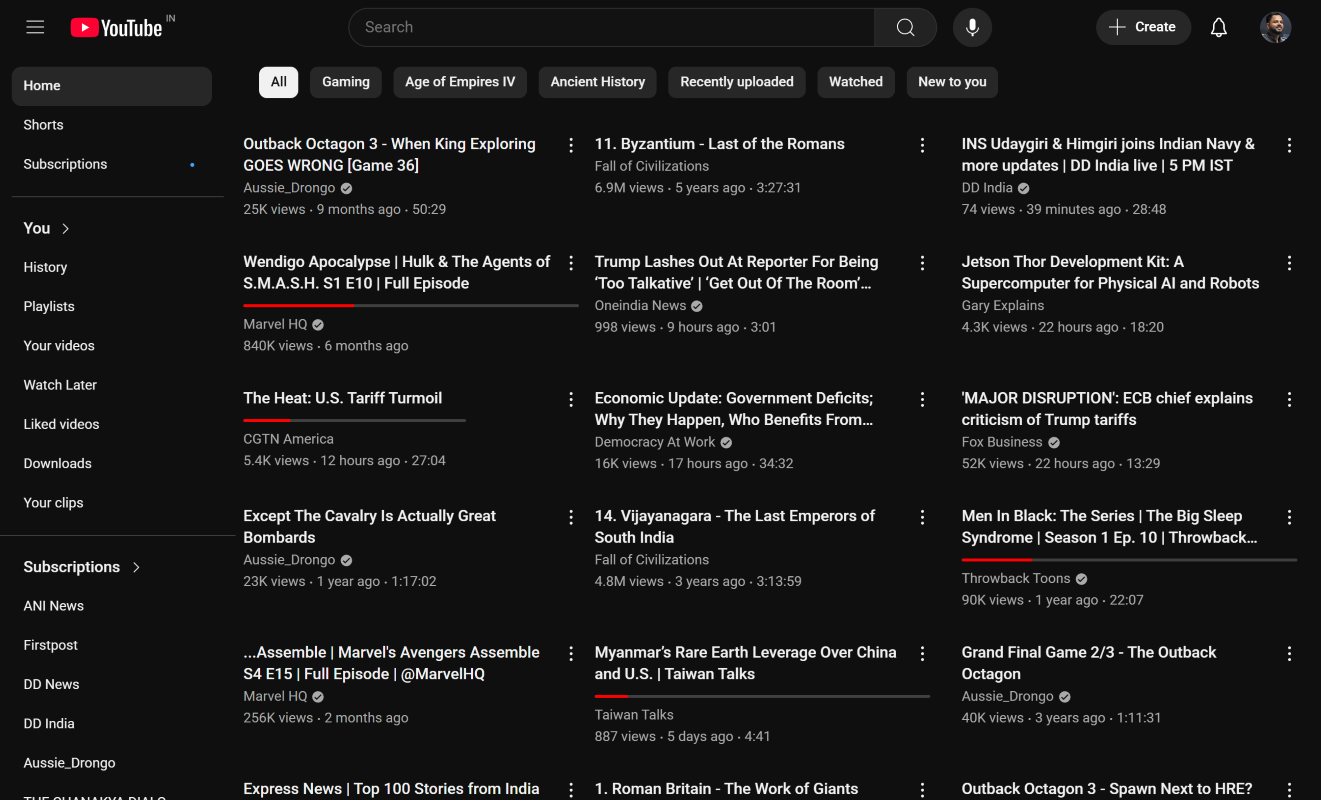 YouTube IN
Search
Create
Home
Shorts
Subscriptions
You
History
Playlists
Your videos
Watch Later
Liked videos
Downloads
Your clips
Subscriptions
ANI News
Firstpost
DD News
DD India
Aussie_Drongo
All
Gaming
Age of Empires IV
Ancient History
Recently uploaded
Watched
New to you
Outback Octagon 3 - When King Exploring
GOES WRONG [Game 36]
Aussie_Drongo
25K views · 9 months ago · 50:29
11. Byzantium - Last of the Romans
Fall of Civilizations
6.9M views · 5 years ago · 3:27:31
INS Udaygiri & Himgiri joins Indian Navy &
more updates | DD India live | 5 PM IST
DD India
74 views · 39 minutes ago · 28:48
Wendigo Apocalypse | Hulk & The Agents of
S.M.A.S.H. S1 E10 | Full Episode
Marvel HQ
840K views · 6 months ago
Trump Lashes Out At Reporter For Being
‘Too Talkative’ | ‘Get Out Of The Room’...
Oneindia News
998 views · 9 hours ago · 3:01
Jetson Thor Development Kit: A
Supercomputer for Physical AI and Robots
Gary Explains
4.3K views · 22 hours ago · 18:20
The Heat: U.S. Tariff Turmoil
CGTN America
5.4K views · 12 hours ago · 27:04
Economic Update: Government Deficits;
Why They Happen, Who Benefits From...
Democracy At Work
16K views · 17 hours ago · 34:32
'MAJOR DISRUPTION': ECB chief explains
criticism of Trump tariffs
Fox Business
52K views · 22 hours ago · 13:29
Except The Cavalry Is Actually Great
Bombards
Aussie_Drongo
23K views · 1 year ago · 1:17:02
14. Vijayanagara - The Last Emperors of
South India
Fall of Civilizations
4.8M views · 3 years ago · 3:13:59
Men In Black: The Series | The Big Sleep
Syndrome | Season 1 Ep. 10 | Throwback...
Throwback Toons
90K views · 1 year ago · 22:07
...Assemble | Marvel's Avengers Assemble
S4 E15 | Full Episode | @MarvelHQ
Marvel HQ
256K views · 2 months ago
Myanmar’s Rare Earth Leverage Over China
and U.S. | Taiwan Talks
Taiwan Talks
887 views · 5 days ago · 4:41
Grand Final Game 2/3 - The Outback
Octagon
Aussie_Drongo
40K views · 3 years ago · 1:11:31
Express News | Top 100 Stories from India
1. Roman Britain - The Work of Giants
Outback Octagon 3 - Spawn Next to HRE?